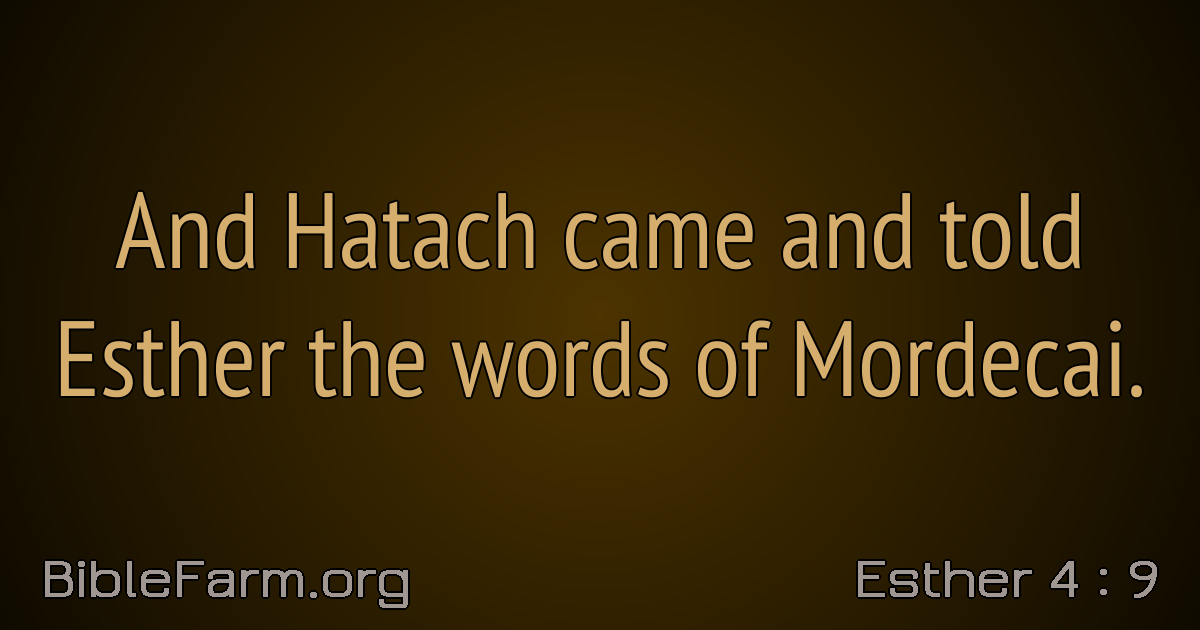 And Hatach came and told
Esther the words of Mordecai.
BibleFarm.org
Esther 4 : 9